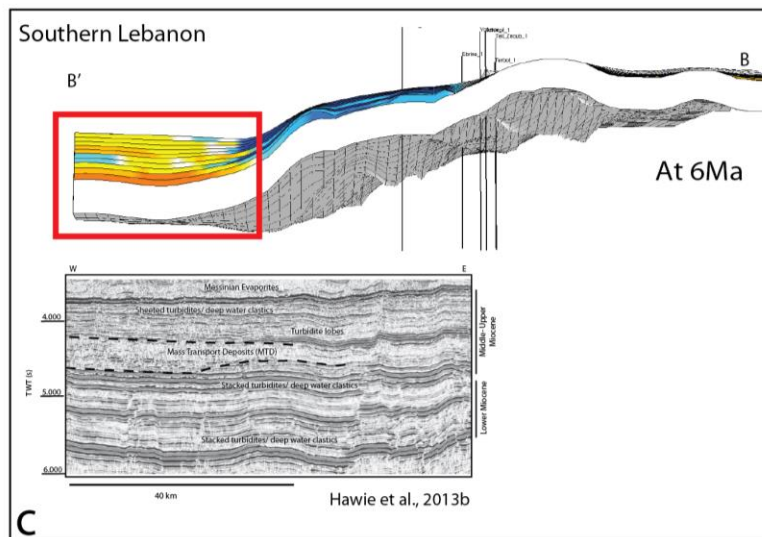 Southern Lebanon
B'
B
Ebrine_1
Terbol_1
At 6Ma
W
E
Messinian Evaporites
Sheeted turbidites/ deep water clastics
Turbidite lobes
Mass Transport Deposits (MTD)
Stacked turbidites/ deep water clastics
Stacked turbidites/ deep water clastics
4.000
5.000
6.000
TWT (s)
Middle-Upper
Miocene
Lower Miocene
40 km
Hawie et al., 2013b
C